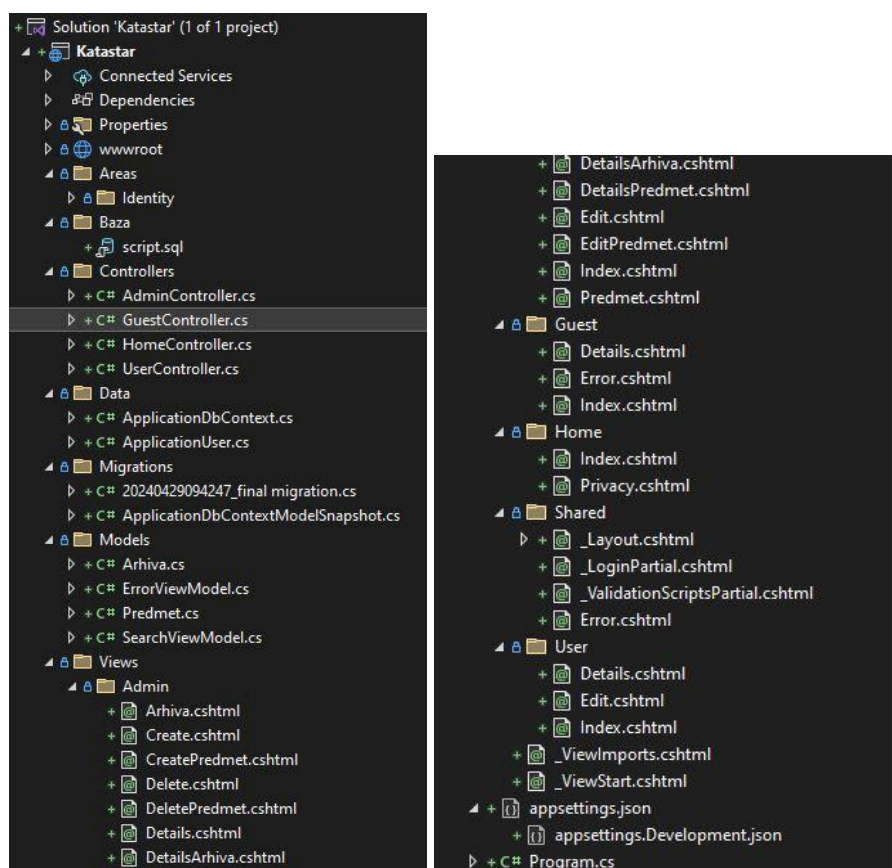 Solution 'Katastar' (1 of 1 project)
Katastar
Connected Services
Dependencies
Properties
wwwroot
Areas
Identity
Baza
script.sql
Controllers
C# AdminController.cs
C# GuestController.cs
C# HomeController.cs
C# UserController.cs
Data
C# ApplicationDbContext.cs
C# ApplicationUser.cs
Migrations
C# 20240429094247_final migration.cs
C# ApplicationDbContextModelSnapshot.cs
Models
C# Arhiva.cs
C# ErrorViewModel.cs
C# Predmet.cs
C# SearchViewModel.cs
Views
Admin
Arhiva.cshtml
Create.cshtml
CreatePredmet.cshtml
Delete.cshtml
DeletePredmet.cshtml
Details.cshtml
DetailsArhiva.cshtml
DetailsArhiva.cshtml
DetailsPredmet.cshtml
Edit.cshtml
EditPredmet.cshtml
Index.cshtml
Predmet.cshtml
Guest
Details.cshtml
Error.cshtml
Index.cshtml
Home
Index.cshtml
Privacy.cshtml
Shared
_Layout.cshtml
_LoginPartial.cshtml
_ValidationScriptsPartial.cshtml
Error.cshtml
User
Details.cshtml
Edit.cshtml
Index.cshtml
_ViewImports.cshtml
_ViewStart.cshtml
appsettings.json
appsettings.Development.json
C# Program.cs